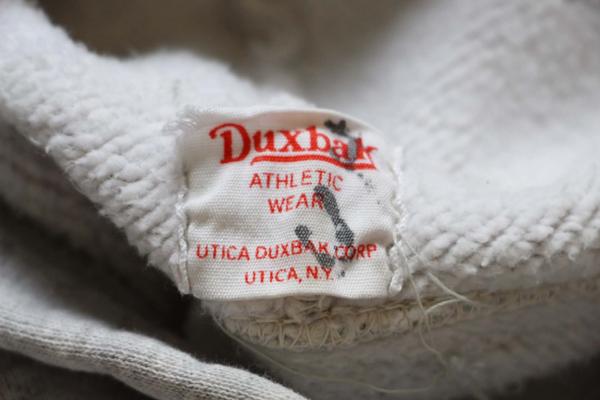 Duxbak
ATHLETIC
WEAR
UTICA DUXBAK CORP
UTICA, N.Y.